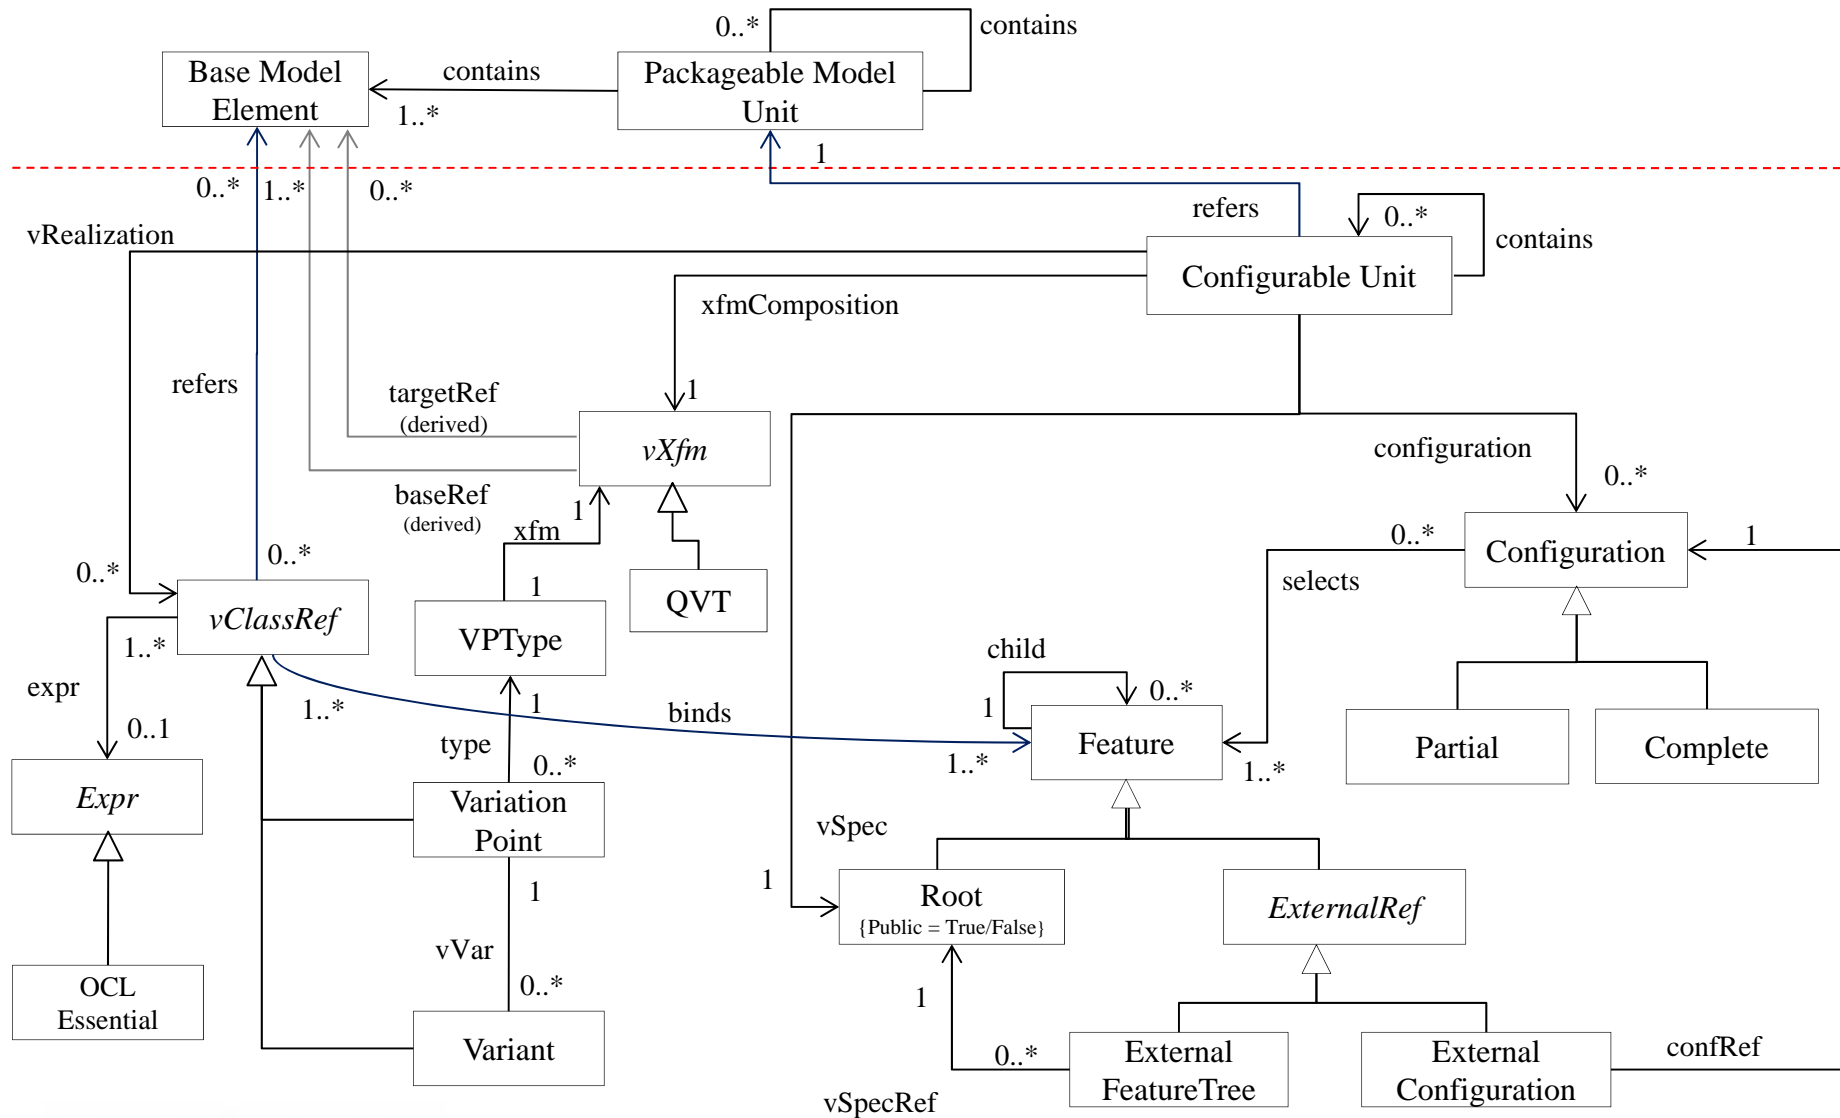 0..*
contains
Base Model
Element
contains
1..*
Packageable Model
Unit
1
0..*
1..*
0..*
refers
0..*
contains
vRealization
Configurable Unit
xfmComposition
refers
targetRef
(derived)
1
vXfm
configuration
0..*
baseRef
(derived)
1
xfm
0..*
0..*
vClassRef
1..*
expr
0..1
Expr
OCL
Essential
1
VPType
QVT
0..*
Configuration
1
selects
child
0..*
1
Feature
1..*
binds
1..*
1..*
Partial
Complete
1
type
0..*
Variation
Point
1
vVar
0..*
Variant
vSpec
1
Root
{Public = True/False}
ExternalRef
1
0..*
vSpecRef
External
FeatureTree
External
Configuration
confRef